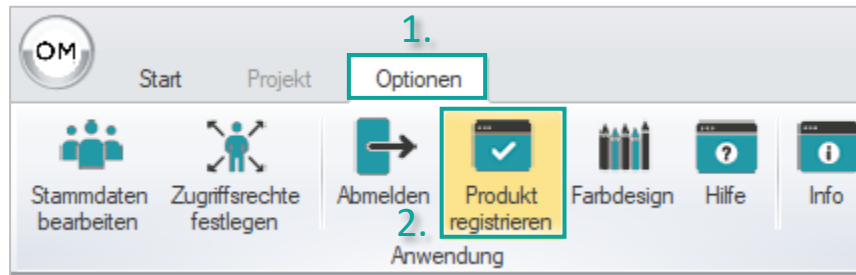 1.
OM
Start Projekt Optionen
Stammdaten bearbeiten
Zugriffsrechte festlegen
Abmelden
Produkt registrieren
Farbdesign
Hilfe
Info
2.
Anwendung